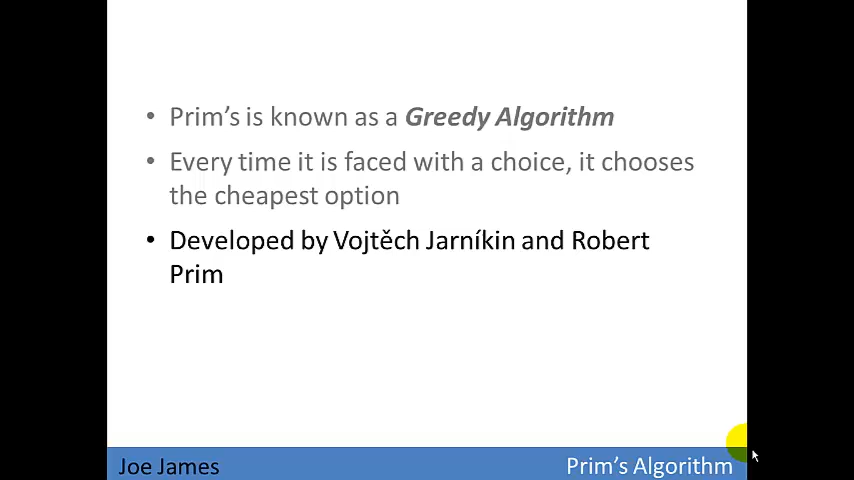 • Prim’s is known as a Greedy Algorithm
• Every time it is faced with a choice, it chooses
the cheapest option
• Developed by Vojtěch Jarníkin and Robert
Prim
Joe James
Prim’s Algorithm